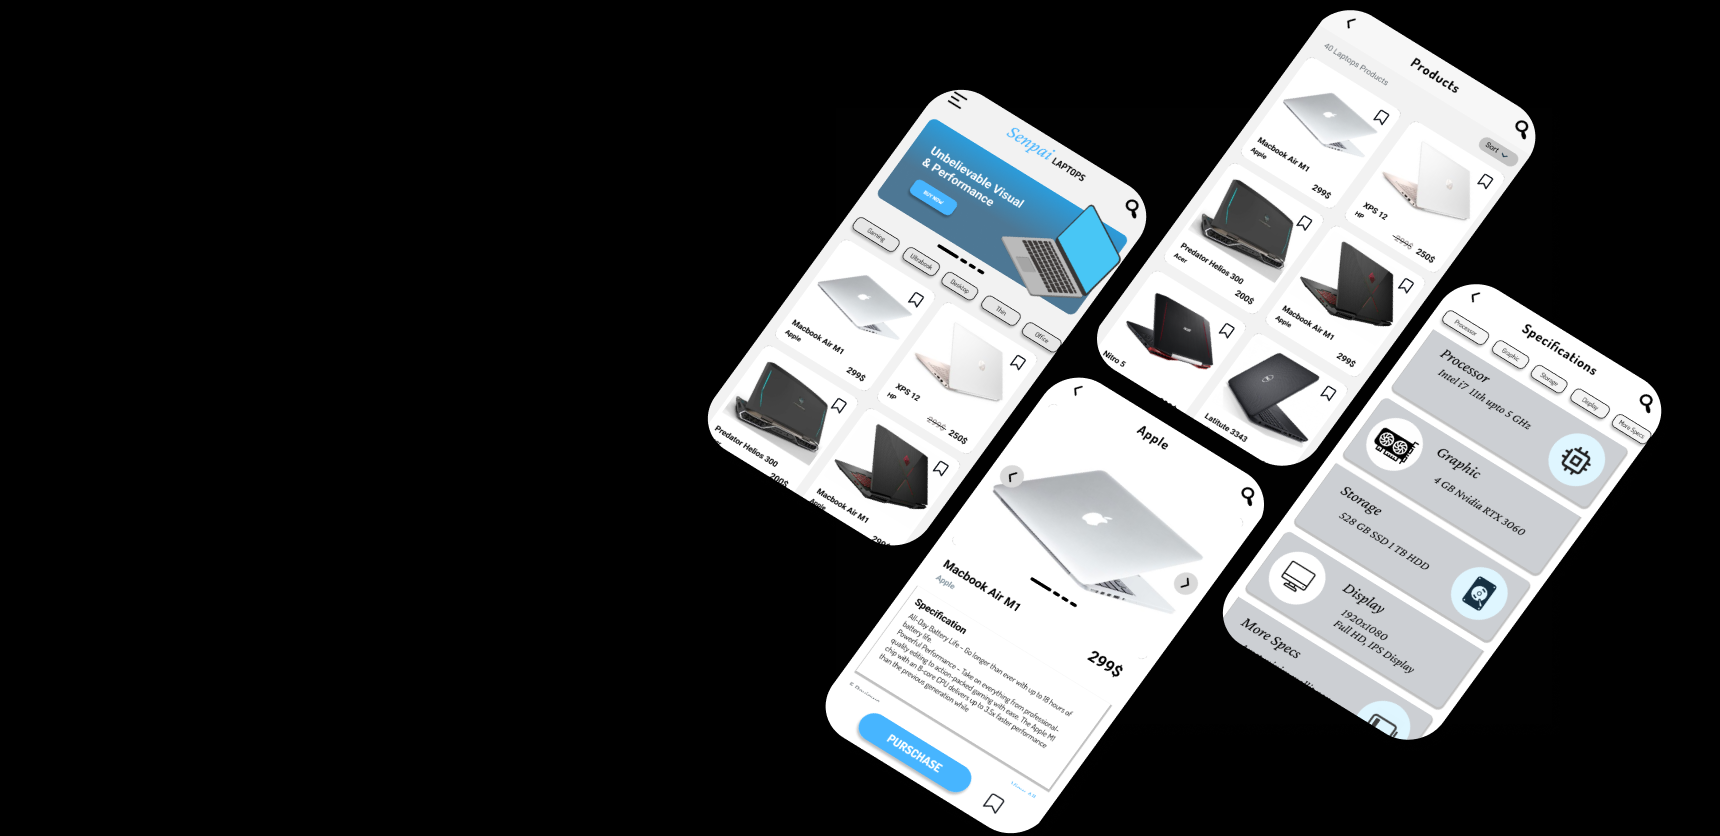 Senpai LAPTOPS
Unbelievable Visual
& Performance
BUY NOW
Gaming
Ultrabook
Desktop
Thin
Office
Macbook Air M1
Apple
299$
XPS 12
HP
299$ 250$
Predator Helios 300
200$
Macbook Air M1
Apple
299$
Products
40 Laptops Products
Sort
Macbook Air M1
Apple
299$
XPS 12
HP
299$ 250$
Predator Helios 300
Acer
200$
Macbook Air M1
Apple
299$
Nitro 5
Latitute 3343
Apple
Macbook Air M1
Apple
299$
Specification
All-Day Battery Life – Go longer than ever with up to 18 hours of
battery life.
Powerful Performance – Take on everything from professional-
quality editing to action-packed gaming with ease. The Apple M1
chip with an 8-core CPU delivers up to 3.5x faster performance
than the previous generation while
PURSCHASE
Specifications
Processor
Graphic
Storage
Display
More Specs
Processor
Intel i7 11th upto 5 GHz
Graphic
4 GB Nvidia RTX 3060
Storage
528 GB SSD 1 TB HDD
Display
1920x1080
Full HD, IPS Display
More Specs